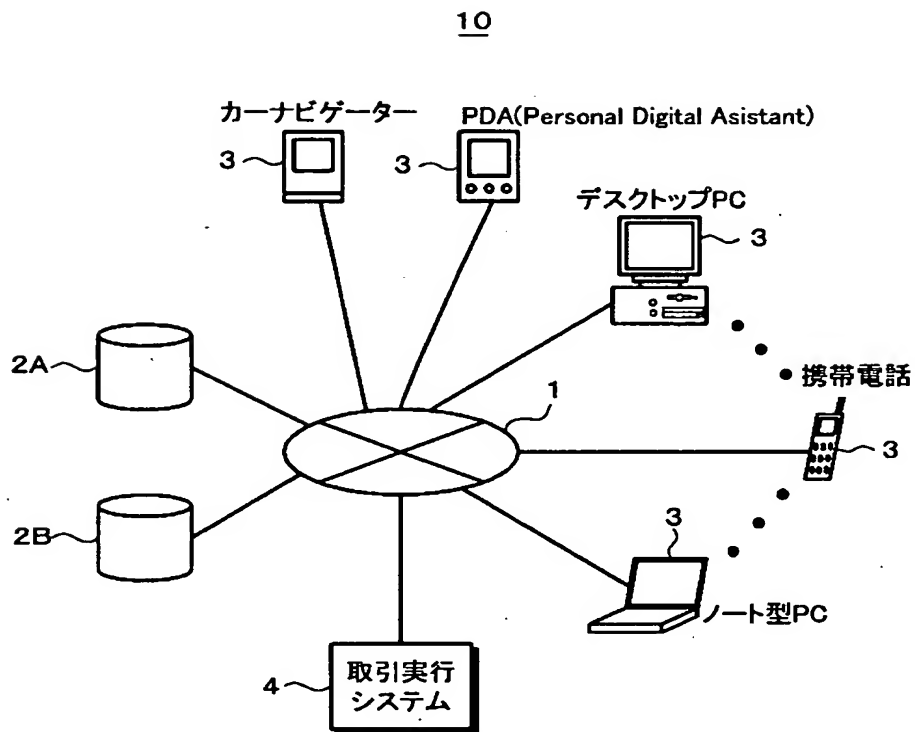 10
カーナビゲーター
PDA(Personal Digital Asistant)
3
3
デスクトップPC
3
2A
1
携帯電話
3
2B
3
ノート型PC
4
取引実行
システム